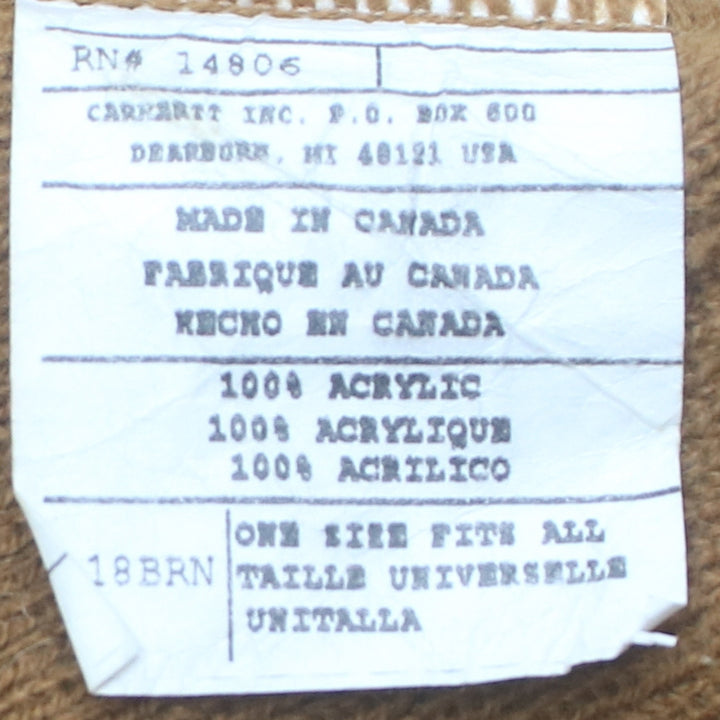 RN# 14806
CARHARTT INC. P.O. BOX 600
DEARBORN, MI 48121 USA
MADE IN CANADA
FABRIQUE AU CANADA
HECHO EN CANADA
100% ACRYLIC
100% ACRYLIQUE
100% ACRILICO
18BRN
ONE SIZE FITS ALL
TAILLE UNIVERSELLE
UNITALLA